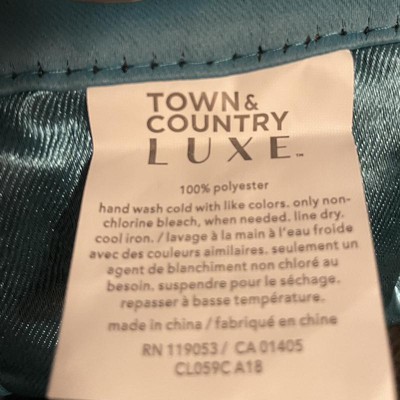 TOWN &
COUNTRY
LUXE™
100% polyester
hand wash cold with like colors. only non-
chlorine bleach, when needed. line dry.
cool iron. / lavage à la main à l'eau froide
avec des couleurs aimilaires. seulement un
agent de blanchiment non chloré au
besoin. suspendre pour le séchage.
repasser à basse température.
made in china / fabriqué en chine
RN 119053 / CA 01405
CL059C A18